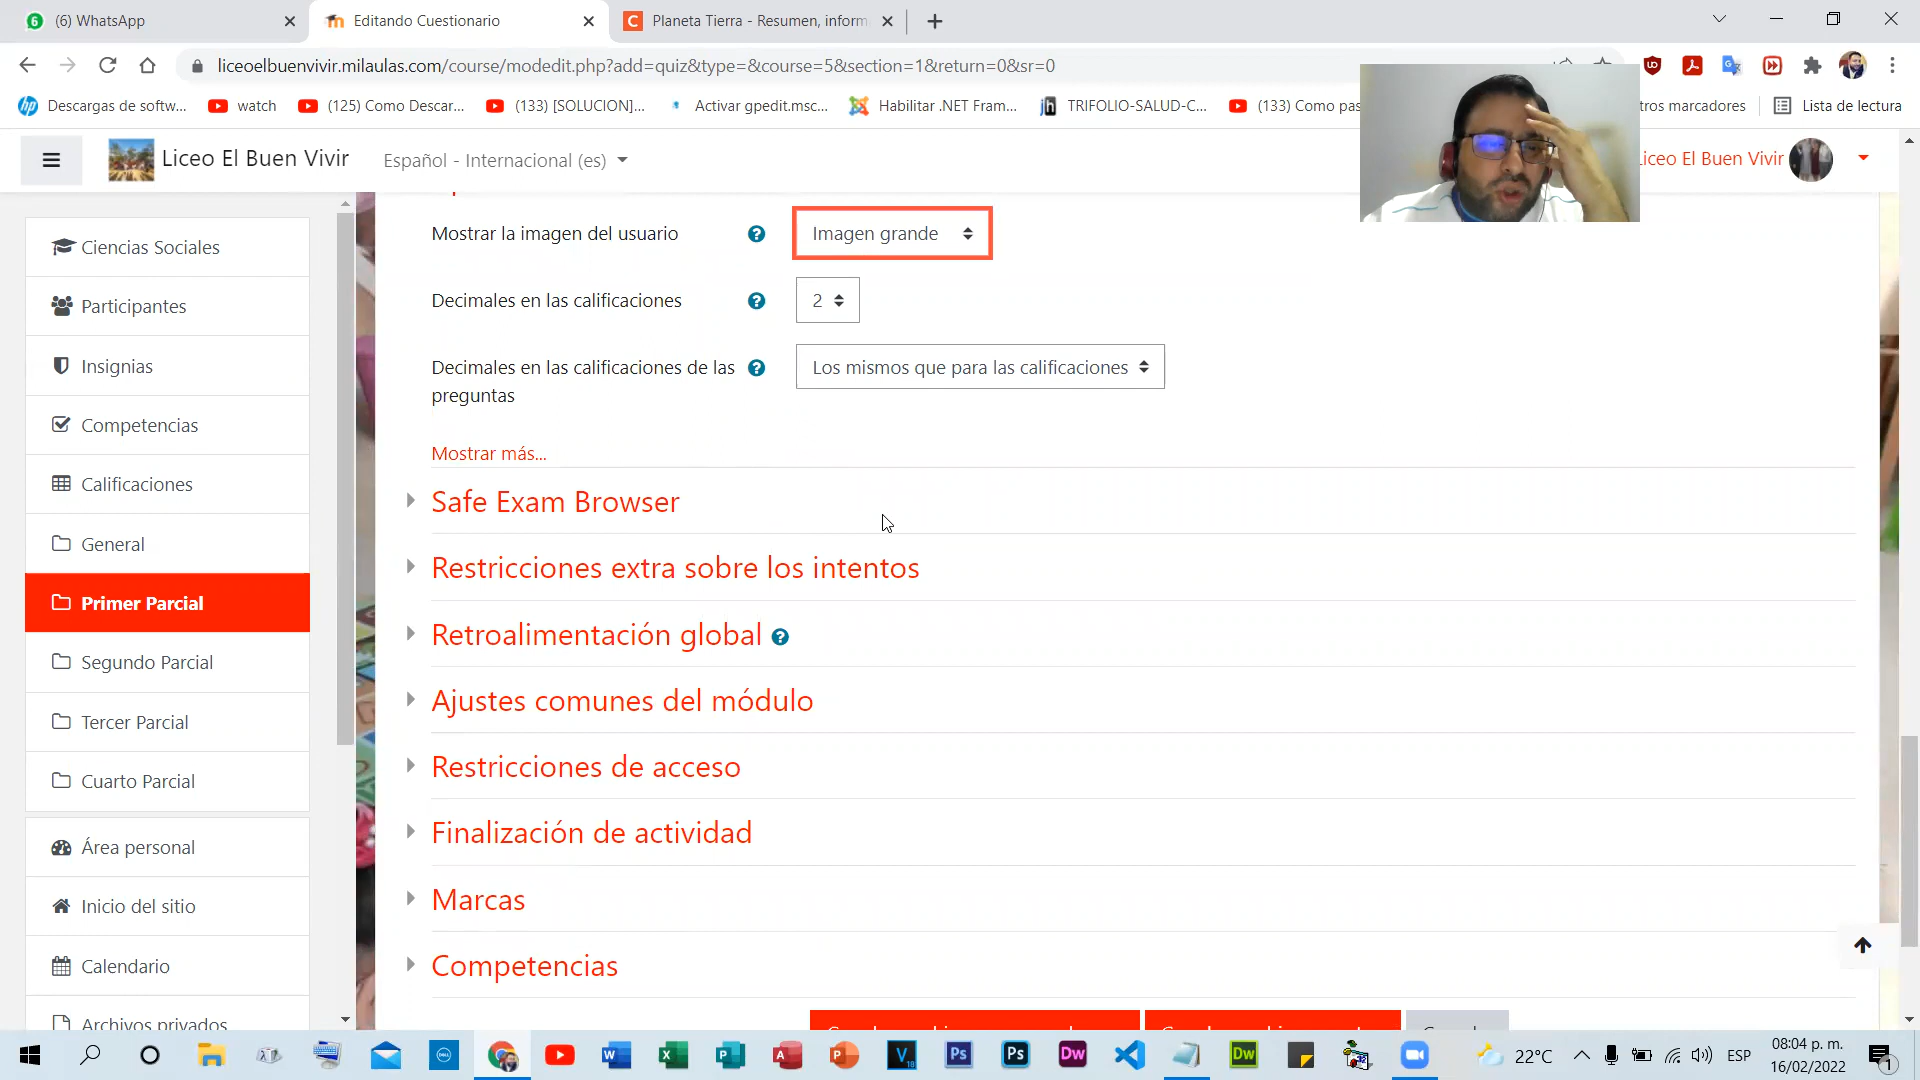 (6) WhatsApp
Editando Cuestionario
Planeta Tierra - Resumen, inform
liceoelbuenvivir.milaulas.com/course/modedit.php?add=quiz&type=&course=5&section=1&return=0&sr=0
Descargas de softw...
watch
(125) Como Descar...
(133) [SOLUCION]...
Activar gpedit.msc...
Habilitar .NET Fram...
TRIFOLIO-SALUD-C...
(133) Como pas
tros marcadores
Lista de lectura
Liceo El Buen Vivir
Español - Internacional (es)
Liceo El Buen Vivir
Ciencias Sociales
Participantes
Insignias
Competencias
Calificaciones
General
Primer Parcial
Segundo Parcial
Tercer Parcial
Cuarto Parcial
Área personal
Inicio del sitio
Calendario
Archivos privados
Mostrar la imagen del usuario
Imagen grande
Decimales en las calificaciones
2
Decimales en las calificaciones de las
preguntas
Los mismos que para las calificaciones
Mostrar más...
Safe Exam Browser
Restricciones extra sobre los intentos
Retroalimentación global
Ajustes comunes del módulo
Restricciones de acceso
Finalización de actividad
Marcas
Competencias
22°C
ESP
08:04 p. m.
16/02/2022
1